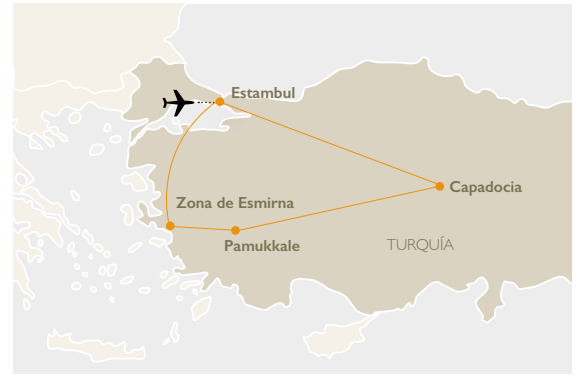 Estambul
Capadocia
Zona de Esmirna
Pamukkale
TURQUÍA